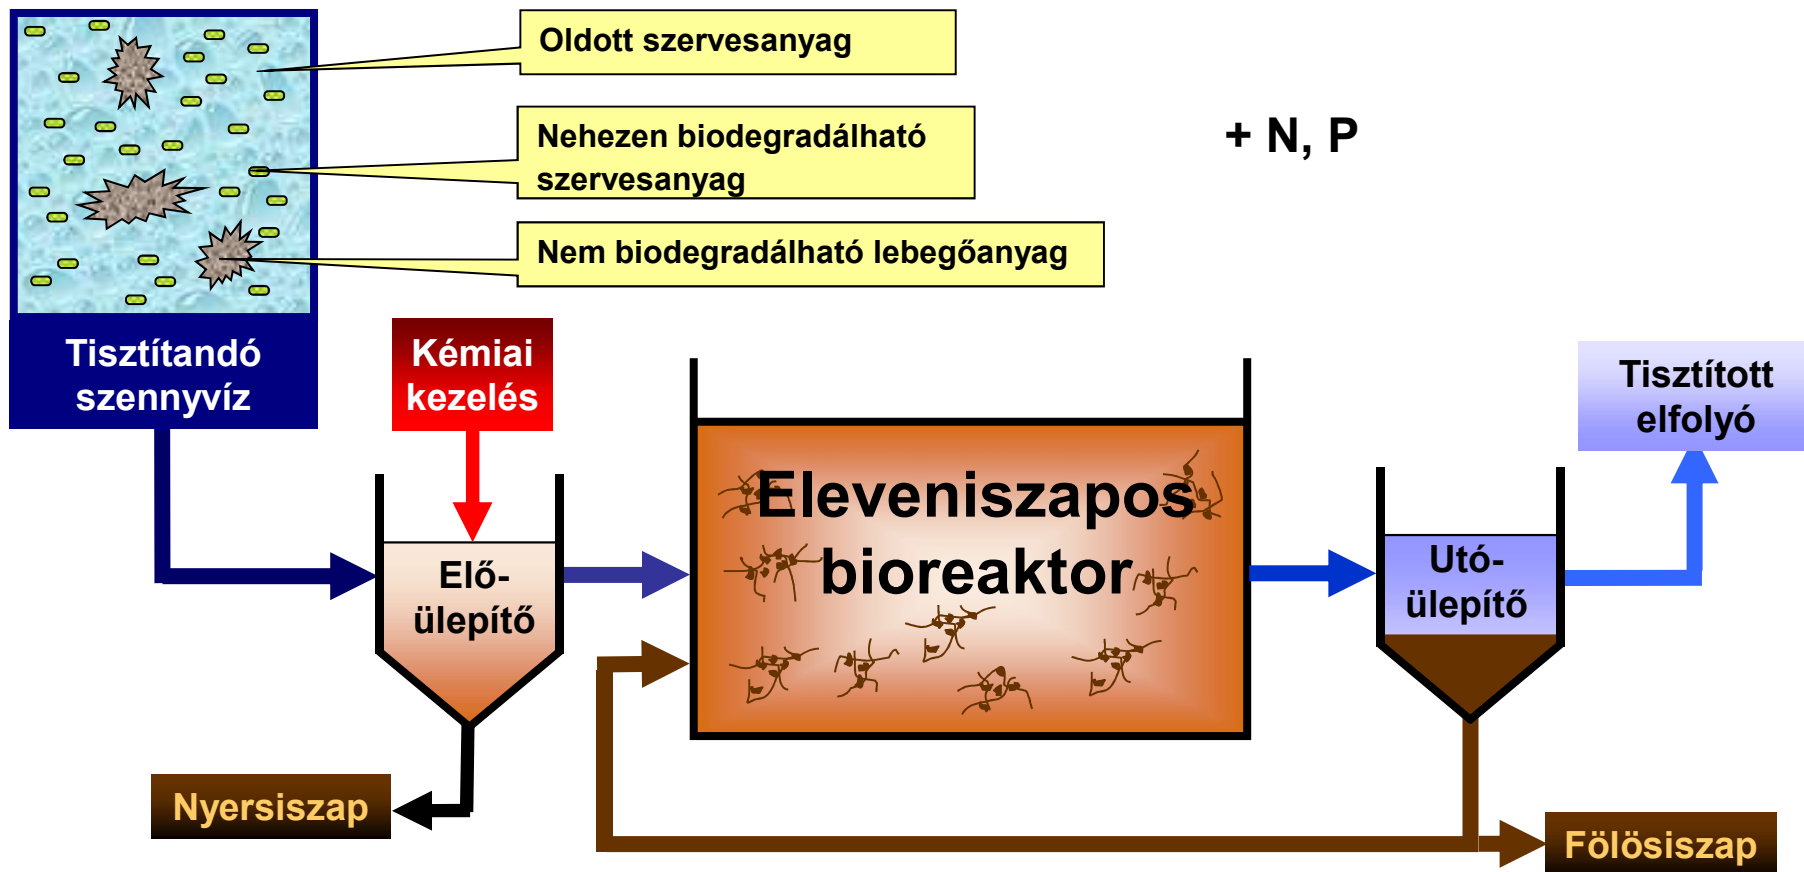 Oldott szervesanyag
Nehezen biodegradálható
szervesanyag
+ N, P
Nem biodegradálható lebegőanyag
Tisztítandó
szennyvíz
Kémiai
kezelés
Tisztított
elfolyó
Eleveniszapos
bioreaktor
Elő-
ülepítő
Utó-
ülepítő
Nyersiszap
Fölösiszap